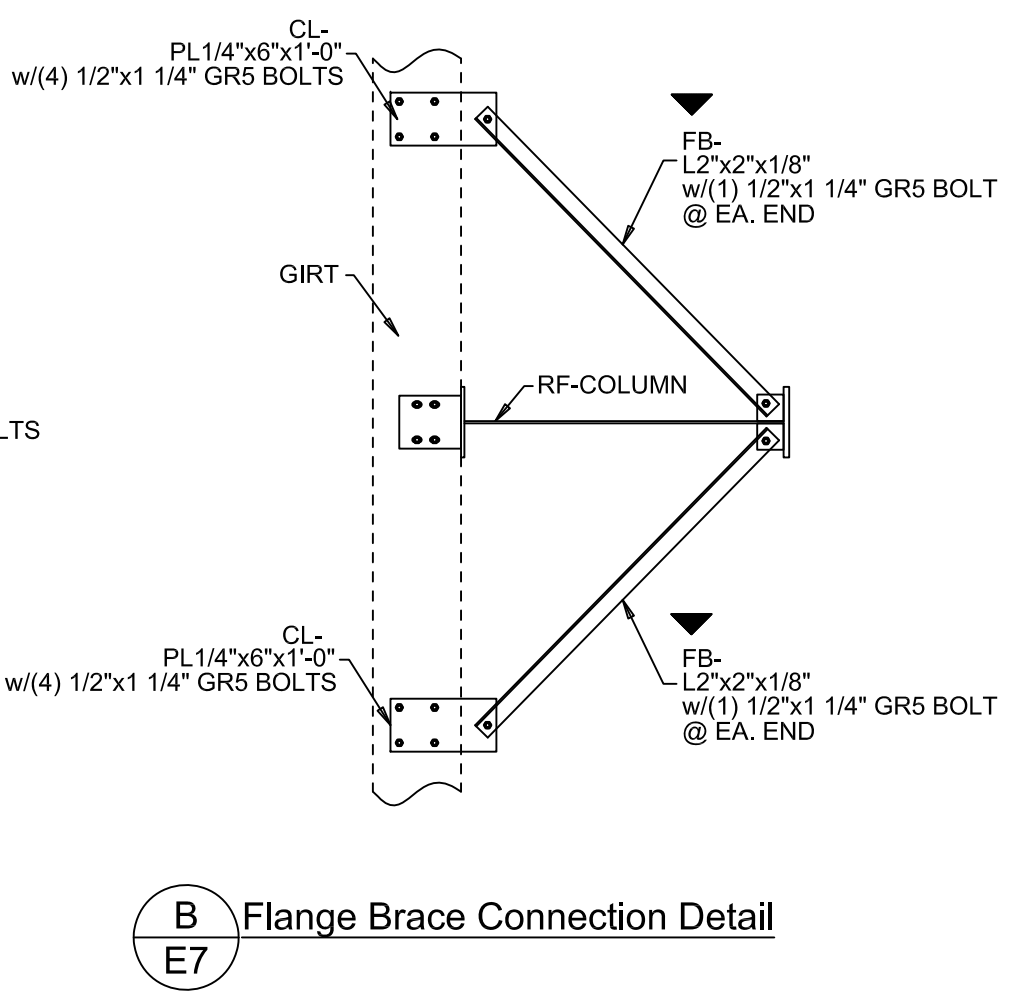 CL-
PL1/4"x6"x1'-0"
w/(4) 1/2"x1 1/4" GR5 BOLTS
FB-
L2"x2"x1/8"
w/(1) 1/2"x1 1/4" GR5 BOLT
@ EA. END
GIRT
RF-COLUMN
LTS
CL-
PL1/4"x6"x1'-0"
w/(4) 1/2"x1 1/4" GR5 BOLTS
FB-
L2"x2"x1/8"
w/(1) 1/2"x1 1/4" GR5 BOLT
@ EA. END
B
E7
Flange Brace Connection Detail